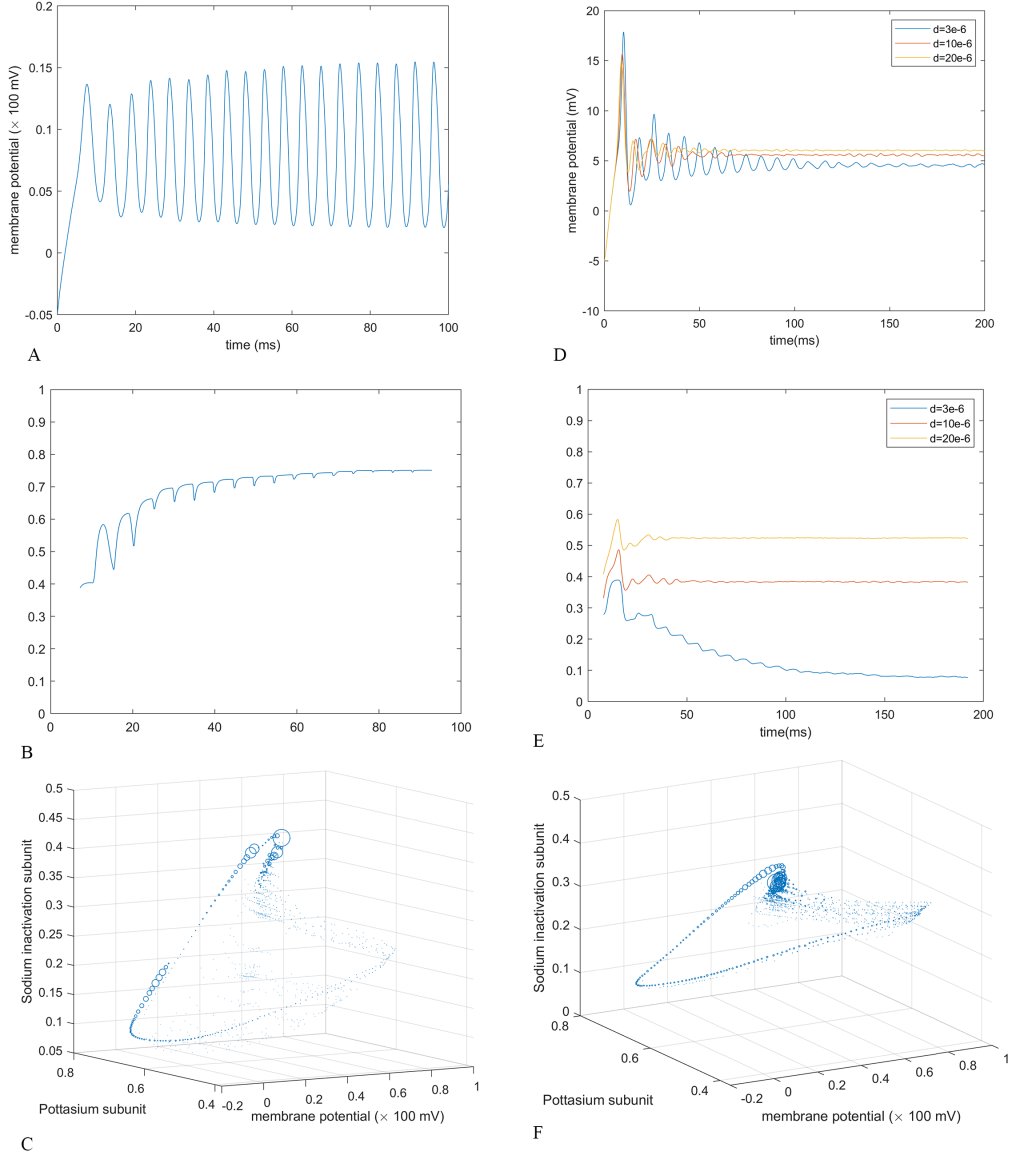 0.2
0.15
0.1
0.05
0
-0.05
membrane potential (× 100 mV)
0 20 40 60 80 100
time (ms)
A
20
15
10
5
0
-5
-10
membrane potential (mV)
d=3e-6
d=10e-6
d=20e-6
0 50 100 150 200
time(ms)
D
1
0.9
0.8
0.7
0.6
0.5
0.4
0.3
0.2
0.1
0
0 20 40 60 80 100
B
1
0.9
0.8
0.7
0.6
0.5
0.4
0.3
0.2
0.1
0
d=3e-6
d=10e-6
d=20e-6
0 50 100 150 200
time(ms)
E
0.5
0.45
0.4
0.35
0.3
0.25
0.2
0.15
0.1
0.05
Sodium inactivation subunit
0.8
0.6
0.4
Pottasium subunit
-0.2 0 0.2 0.4 0.6 0.8 1
membrane potential (× 100 mV)
C
0.5
0.4
0.3
0.2
0.1
0
Sodium inactivation subunit
0.8
0.6
0.4
Pottasium subunit
-0.2 0 0.2 0.4 0.6 0.8 1
membrane potential (× 100 mV)
F